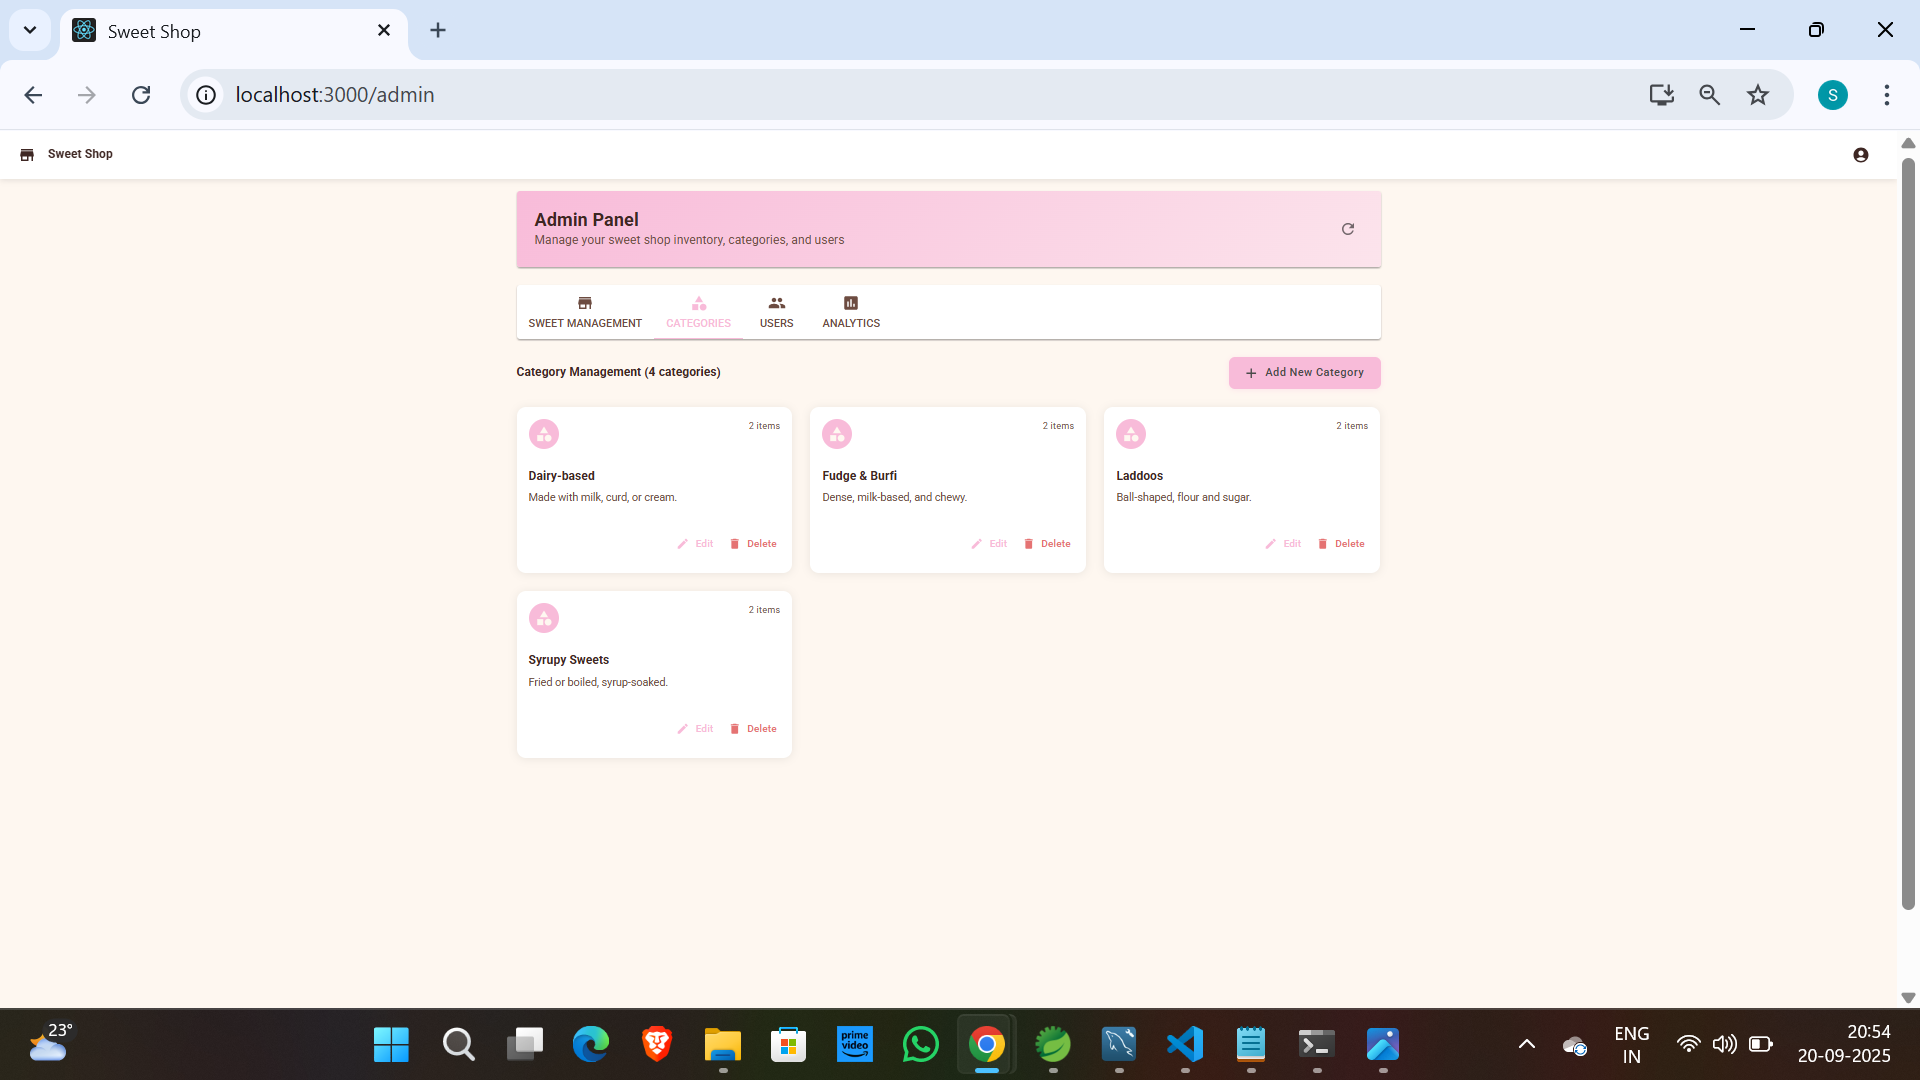 Sweet Shop
localhost:3000/admin
S
Sweet Shop
Admin Panel
Manage your sweet shop inventory, categories, and users
SWEET MANAGEMENT
CATEGORIES
USERS
ANALYTICS
Category Management (4 categories)
Add New Category
2 items
Dairy-based
Made with milk, curd, or cream.
Edit
Delete
2 items
Fudge & Burfi
Dense, milk-based, and chewy.
Edit
Delete
2 items
Laddoos
Ball-shaped, flour and sugar.
Edit
Delete
2 items
Syrupy Sweets
Fried or boiled, syrup-soaked.
Edit
Delete
23°
prime
video
ENG
IN
20:54
20-09-2025